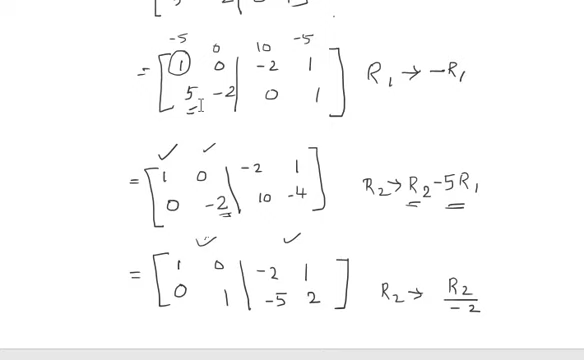 -5 0 10 -5
= [ 1 0 | -2 1 ] R₁ → -R₁
[ 5 -2 | 0 1 ]
✓ ✓
= [ 1 0 | -2 1 ]
[ 0 -2 | 10 -4 ] R₂ → R₂ -5R₁
✓ ✓
= [ 1 0 | -2 1 ]
[ 0 1 | -5 2 ] R₂ → R₂/-2